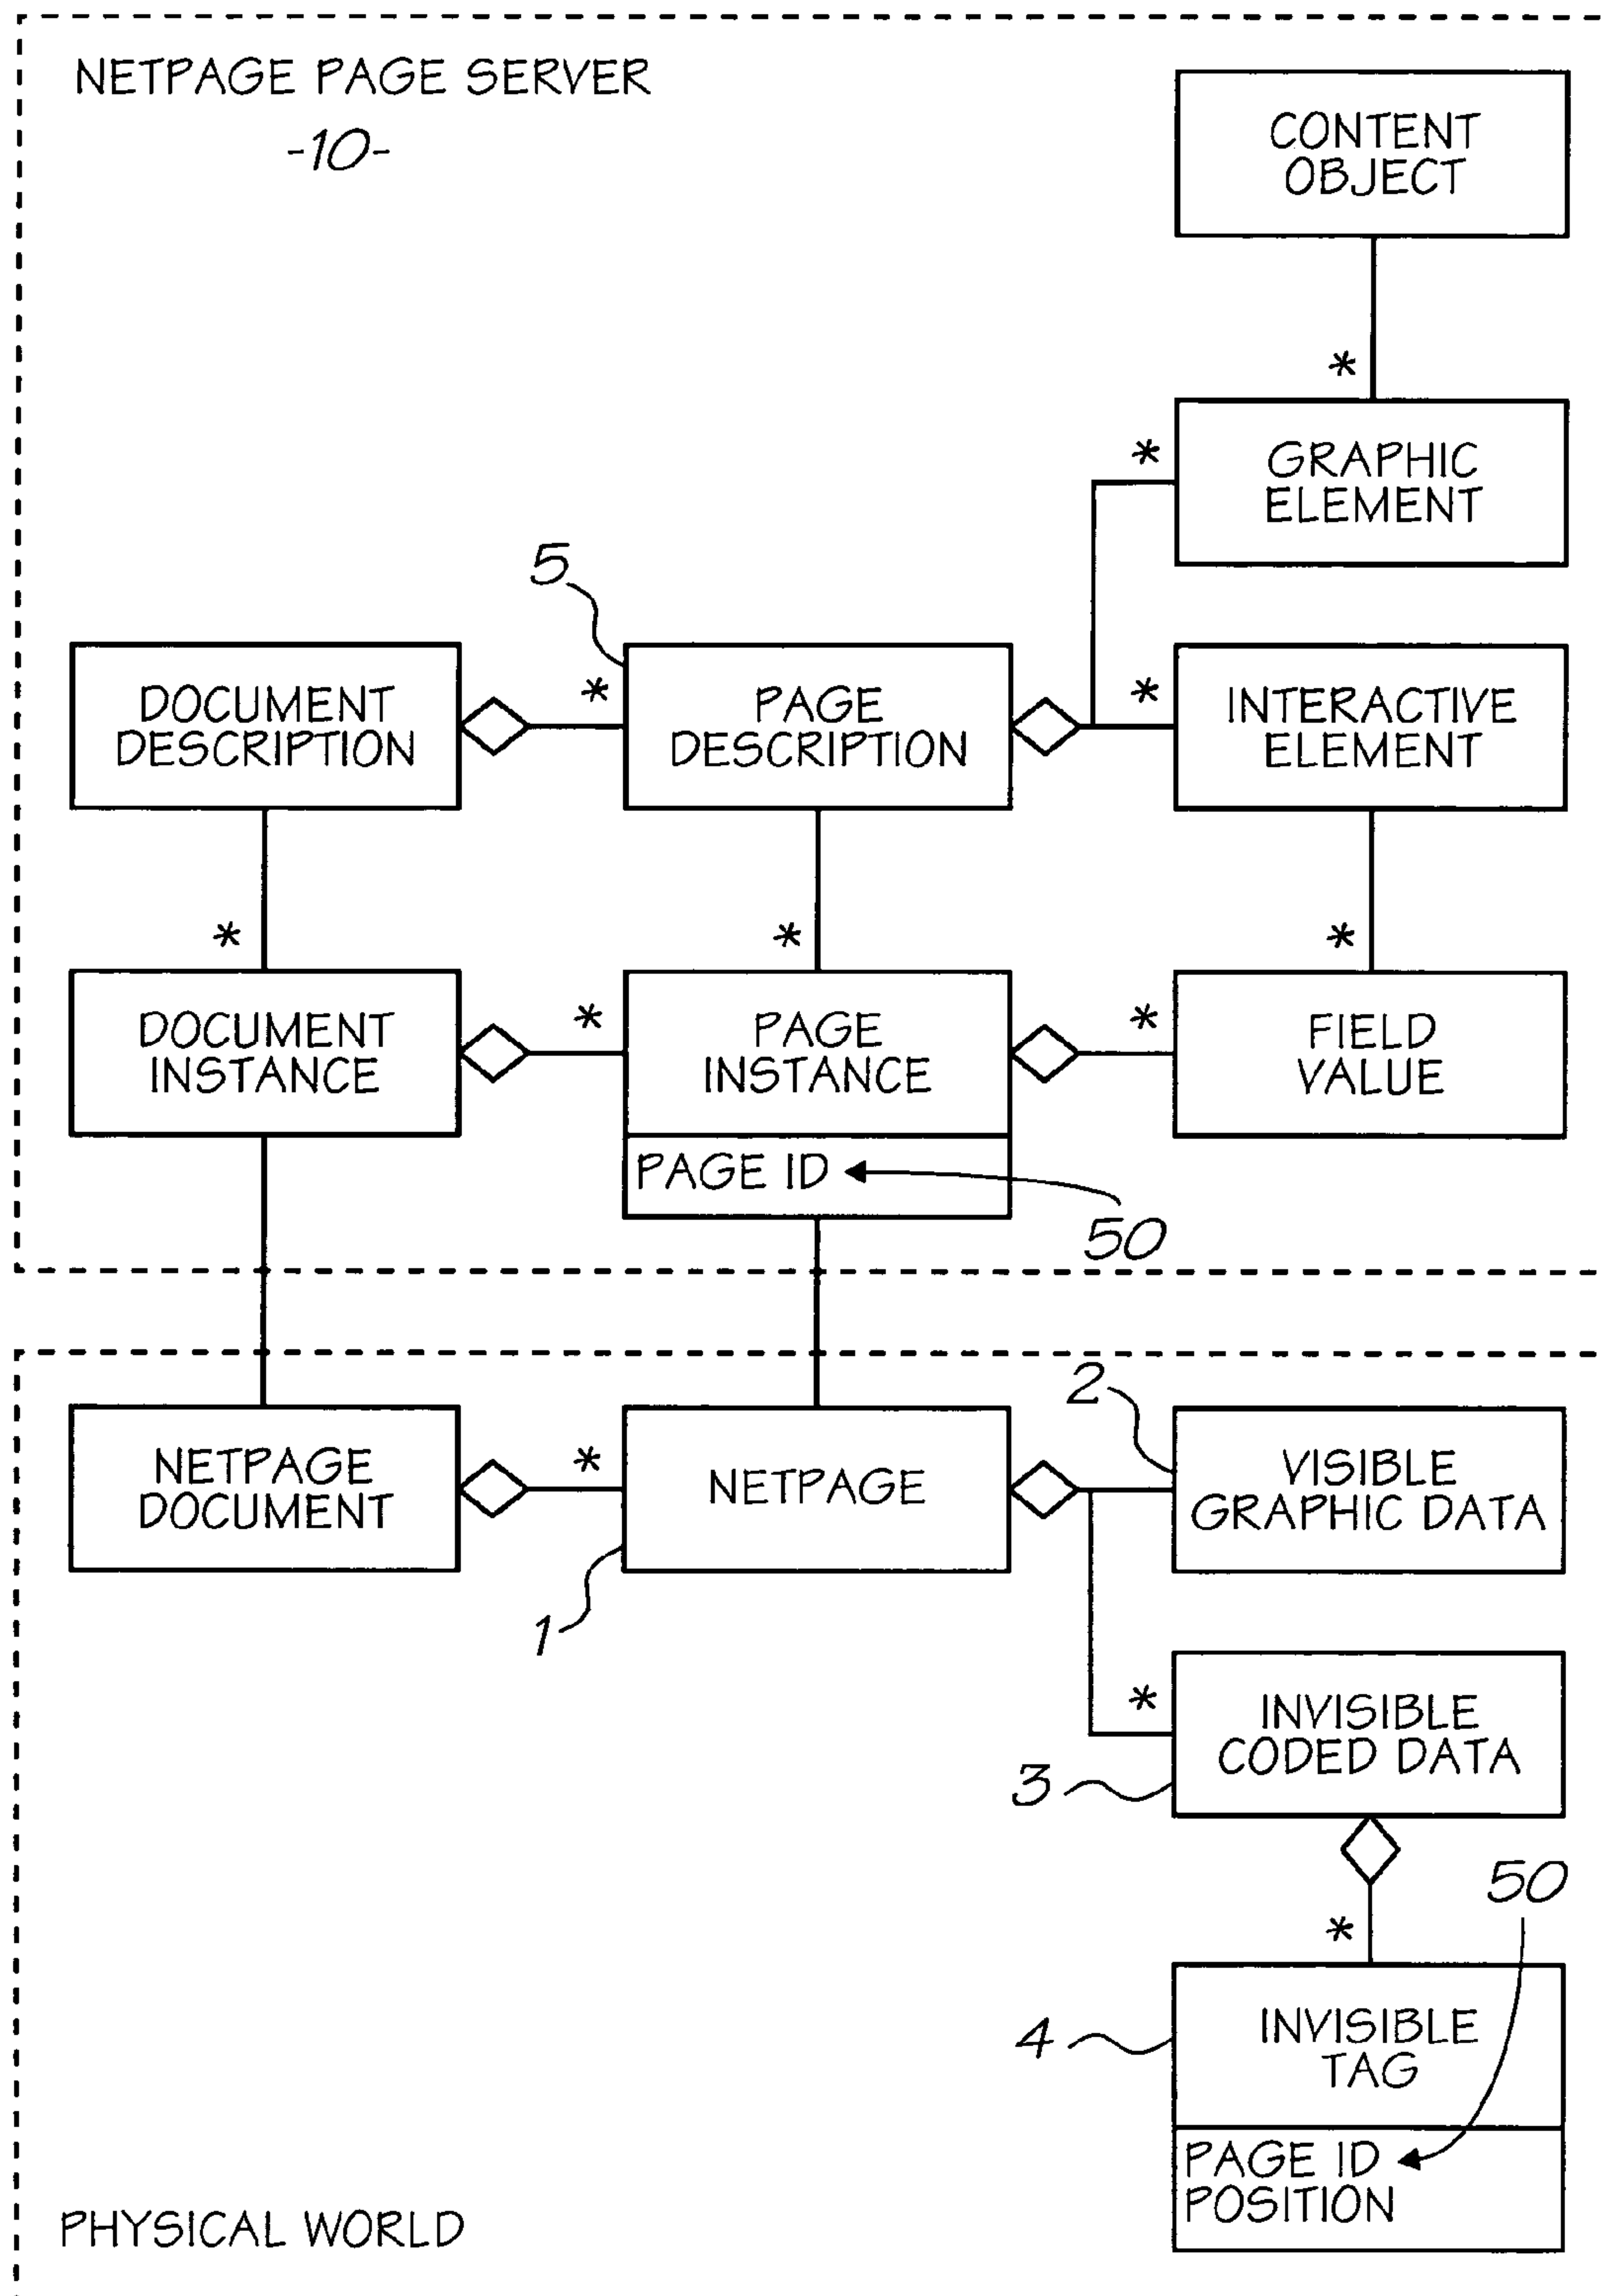 NETPAGE PAGE SERVER
-10-
CONTENT
OBJECT
*
*
GRAPHIC
ELEMENT
5
DOCUMENT
DESCRIPTION
*
PAGE
DESCRIPTION
*
INTERACTIVE
ELEMENT
*
*
*
DOCUMENT
INSTANCE
*
PAGE
INSTANCE
*
FIELD
VALUE
PAGE ID
50
2
NETPAGE
DOCUMENT
*
NETPAGE
VISIBLE
GRAPHIC DATA
1
*
INVISIBLE
CODED DATA
3
50
*
4
INVISIBLE
TAG
PAGE ID
POSITION
PHYSICAL WORLD